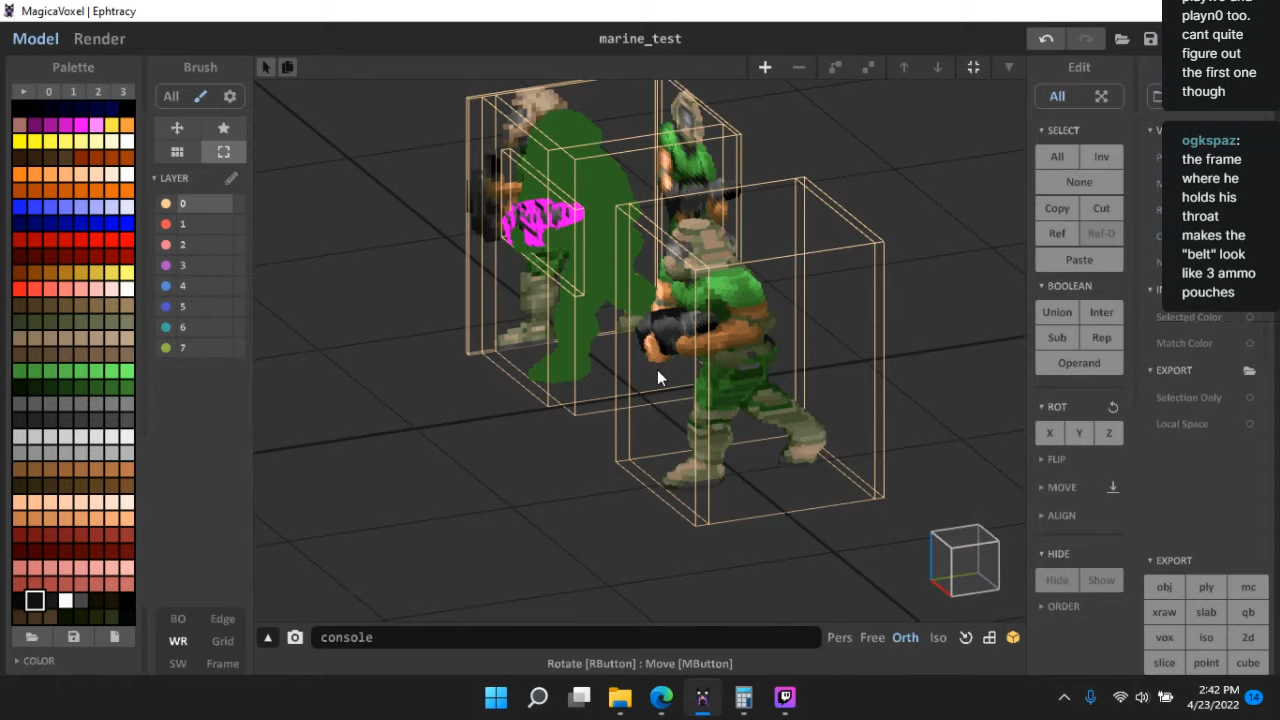 MagicaVoxel | Ephtracy
Model Render
marine_test
Palette
0 1 2 3
COLOR
Brush
All
LAYER
0
1
2
3
4
5
6
7
BO Edge
WR Grid
SW Frame
console
Pers Free Orth Iso
Rotate [RButton] : Move [MButton]
Edit
All
SELECT
All Inv
None
Copy Cut
Ref Ref-D
Paste
BOOLEAN
Union Inter
Sub Rep
Operand
ROT
X Y Z
FLIP
MOVE
ALIGN
HIDE
Hide Show
ORDER
playn0 too.
cant quite
figure out
the first one
though
ogkspaz:
the frame
where he
holds his
throat
makes the
"belt" look
like 3 ammo
pouches
Selected Color
Match Color
EXPORT
Selection Only
Local Space
EXPORT
obj ply mc
xraw slab qb
vox iso 2d
slice point cube
2:42 PM
4/23/2022
14